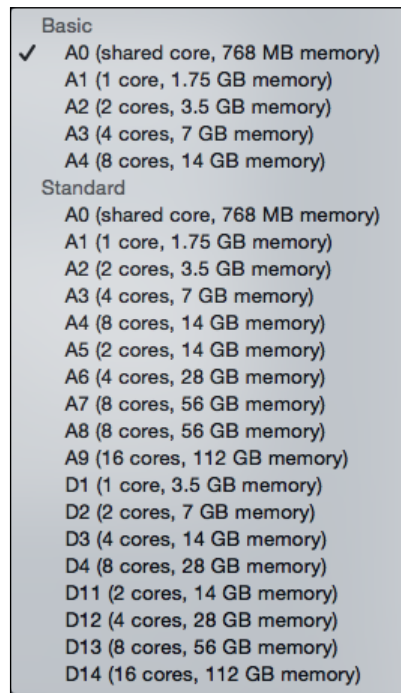 Basic
✓ A0 (shared core, 768 MB memory)
A1 (1 core, 1.75 GB memory)
A2 (2 cores, 3.5 GB memory)
A3 (4 cores, 7 GB memory)
A4 (8 cores, 14 GB memory)
Standard
A0 (shared core, 768 MB memory)
A1 (1 core, 1.75 GB memory)
A2 (2 cores, 3.5 GB memory)
A3 (4 cores, 7 GB memory)
A4 (8 cores, 14 GB memory)
A5 (2 cores, 14 GB memory)
A6 (4 cores, 28 GB memory)
A7 (8 cores, 56 GB memory)
A8 (8 cores, 56 GB memory)
A9 (16 cores, 112 GB memory)
D1 (1 core, 3.5 GB memory)
D2 (2 cores, 7 GB memory)
D3 (4 cores, 14 GB memory)
D4 (8 cores, 28 GB memory)
D11 (2 cores, 14 GB memory)
D12 (4 cores, 28 GB memory)
D13 (8 cores, 56 GB memory)
D14 (16 cores, 112 GB memory)